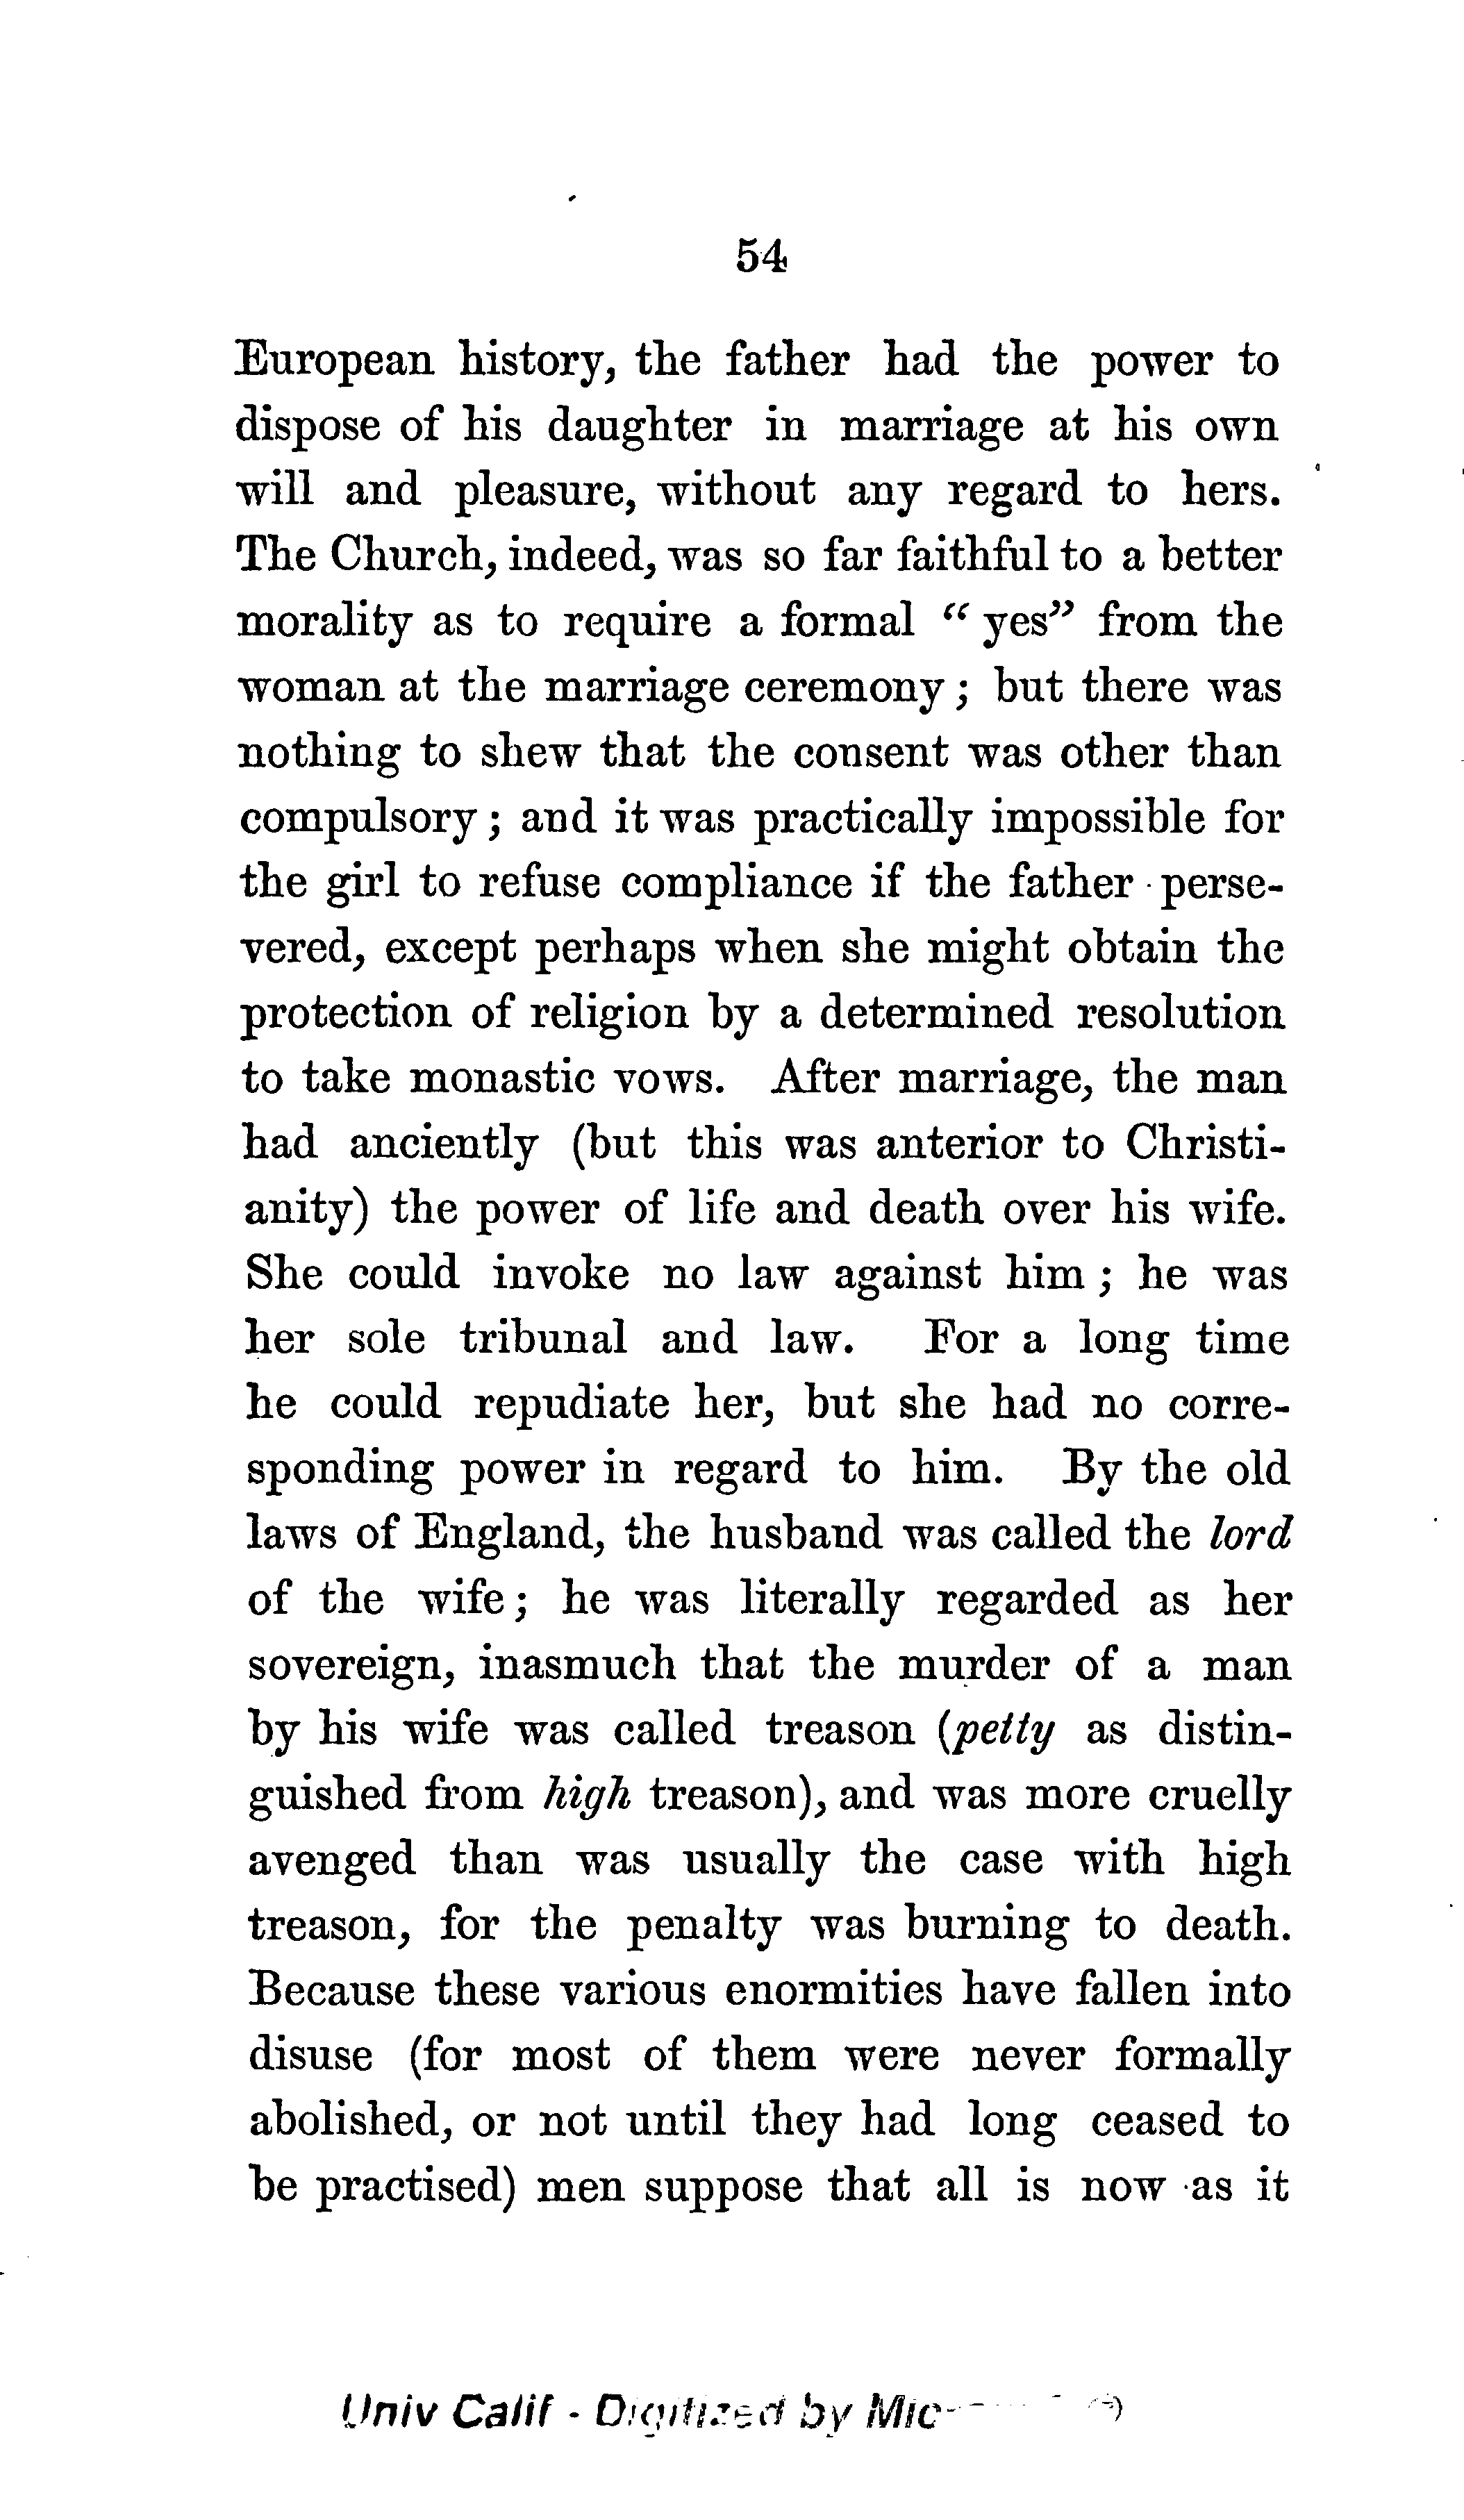 54
European history, the father had the power to
dispose of his daughter in marriage at his own
will and pleasure, without any regard to hers.
The Church, indeed, was so far faithful to a better
morality as to require a formal “ yes” from the
woman at the marriage ceremony ; but there was
nothing to shew that the consent was other than
compulsory ; and it was practically impossible for
the girl to refuse compliance if the father perse-
vered, except perhaps when she might obtain the
protection of religion by a determined resolution
to take monastic vows. After marriage, the man
had anciently (but this was anterior to Christi-
anity) the power of life and death over his wife.
She could invoke no law against him ; he was
her sole tribunal and law. For a long time
he could repudiate her, but she had no corre-
sponding power in regard to him. By the old
laws of England, the husband was called the lord
of the wife ; he was literally regarded as her
sovereign, inasmuch that the murder of a man
by his wife was called treason (petty as distin-
guished from high treason), and was more cruelly
avenged than was usually the case with high
treason, for the penalty was burning to death.
Because these various enormities have fallen into
disuse (for most of them were never formally
abolished, or not until they had long ceased to
be practised) men suppose that all is now as it
Univ Calif - Digitized by